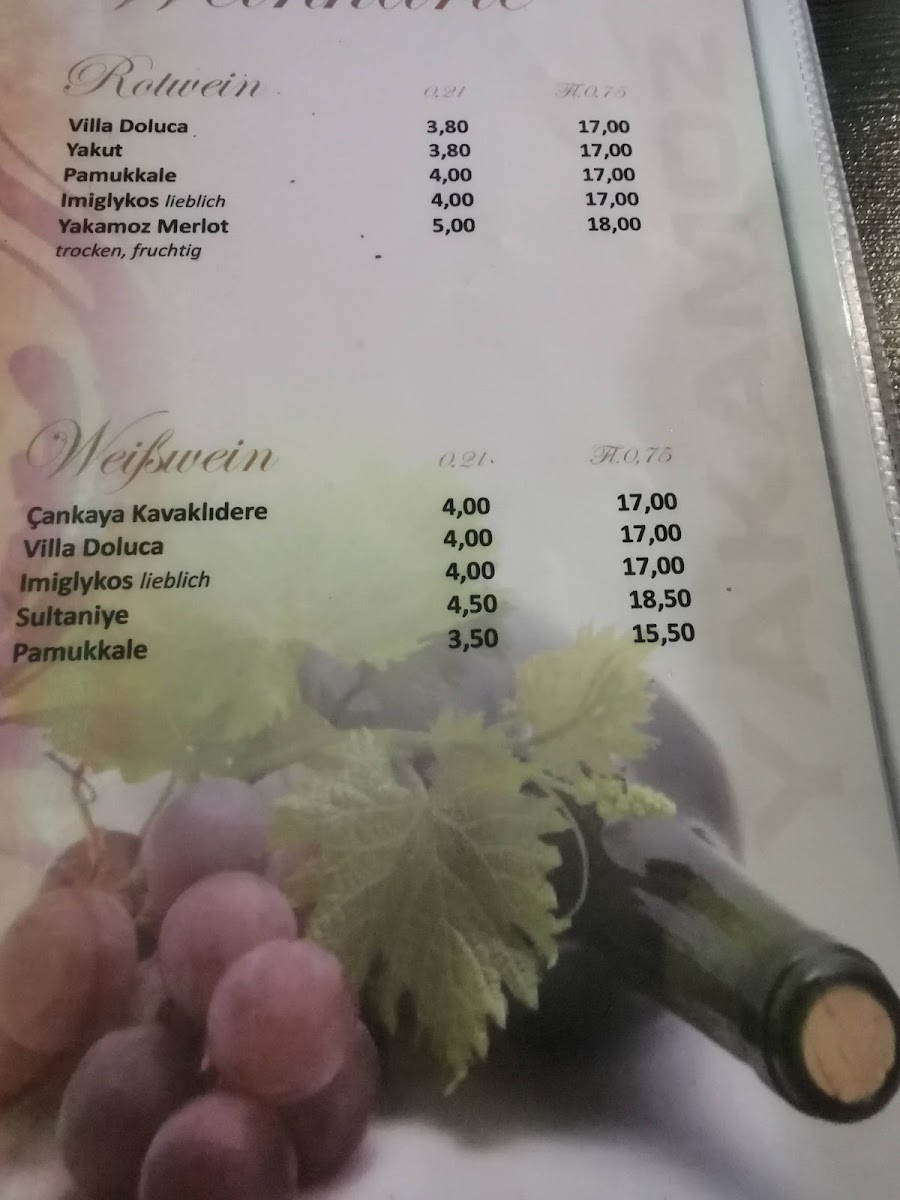 Weinkarte
Rotwein 0,2l Fl.0,75
Villa Doluca 3,80 17,00
Yakut 3,80 17,00
Pamukkale 4,00 17,00
Imiglykos lieblich 4,00 17,00
Yakamoz Merlot 5,00 18,00
trocken, fruchtig
Weißwein 0,2l. Fl.0,75
Çankaya Kavaklıdere 4,00 17,00
Villa Doluca 4,00 17,00
Imiglykos lieblich 4,00 17,00
Sultaniye 4,50 18,50
Pamukkale 3,50 15,50
YAKAMOZ